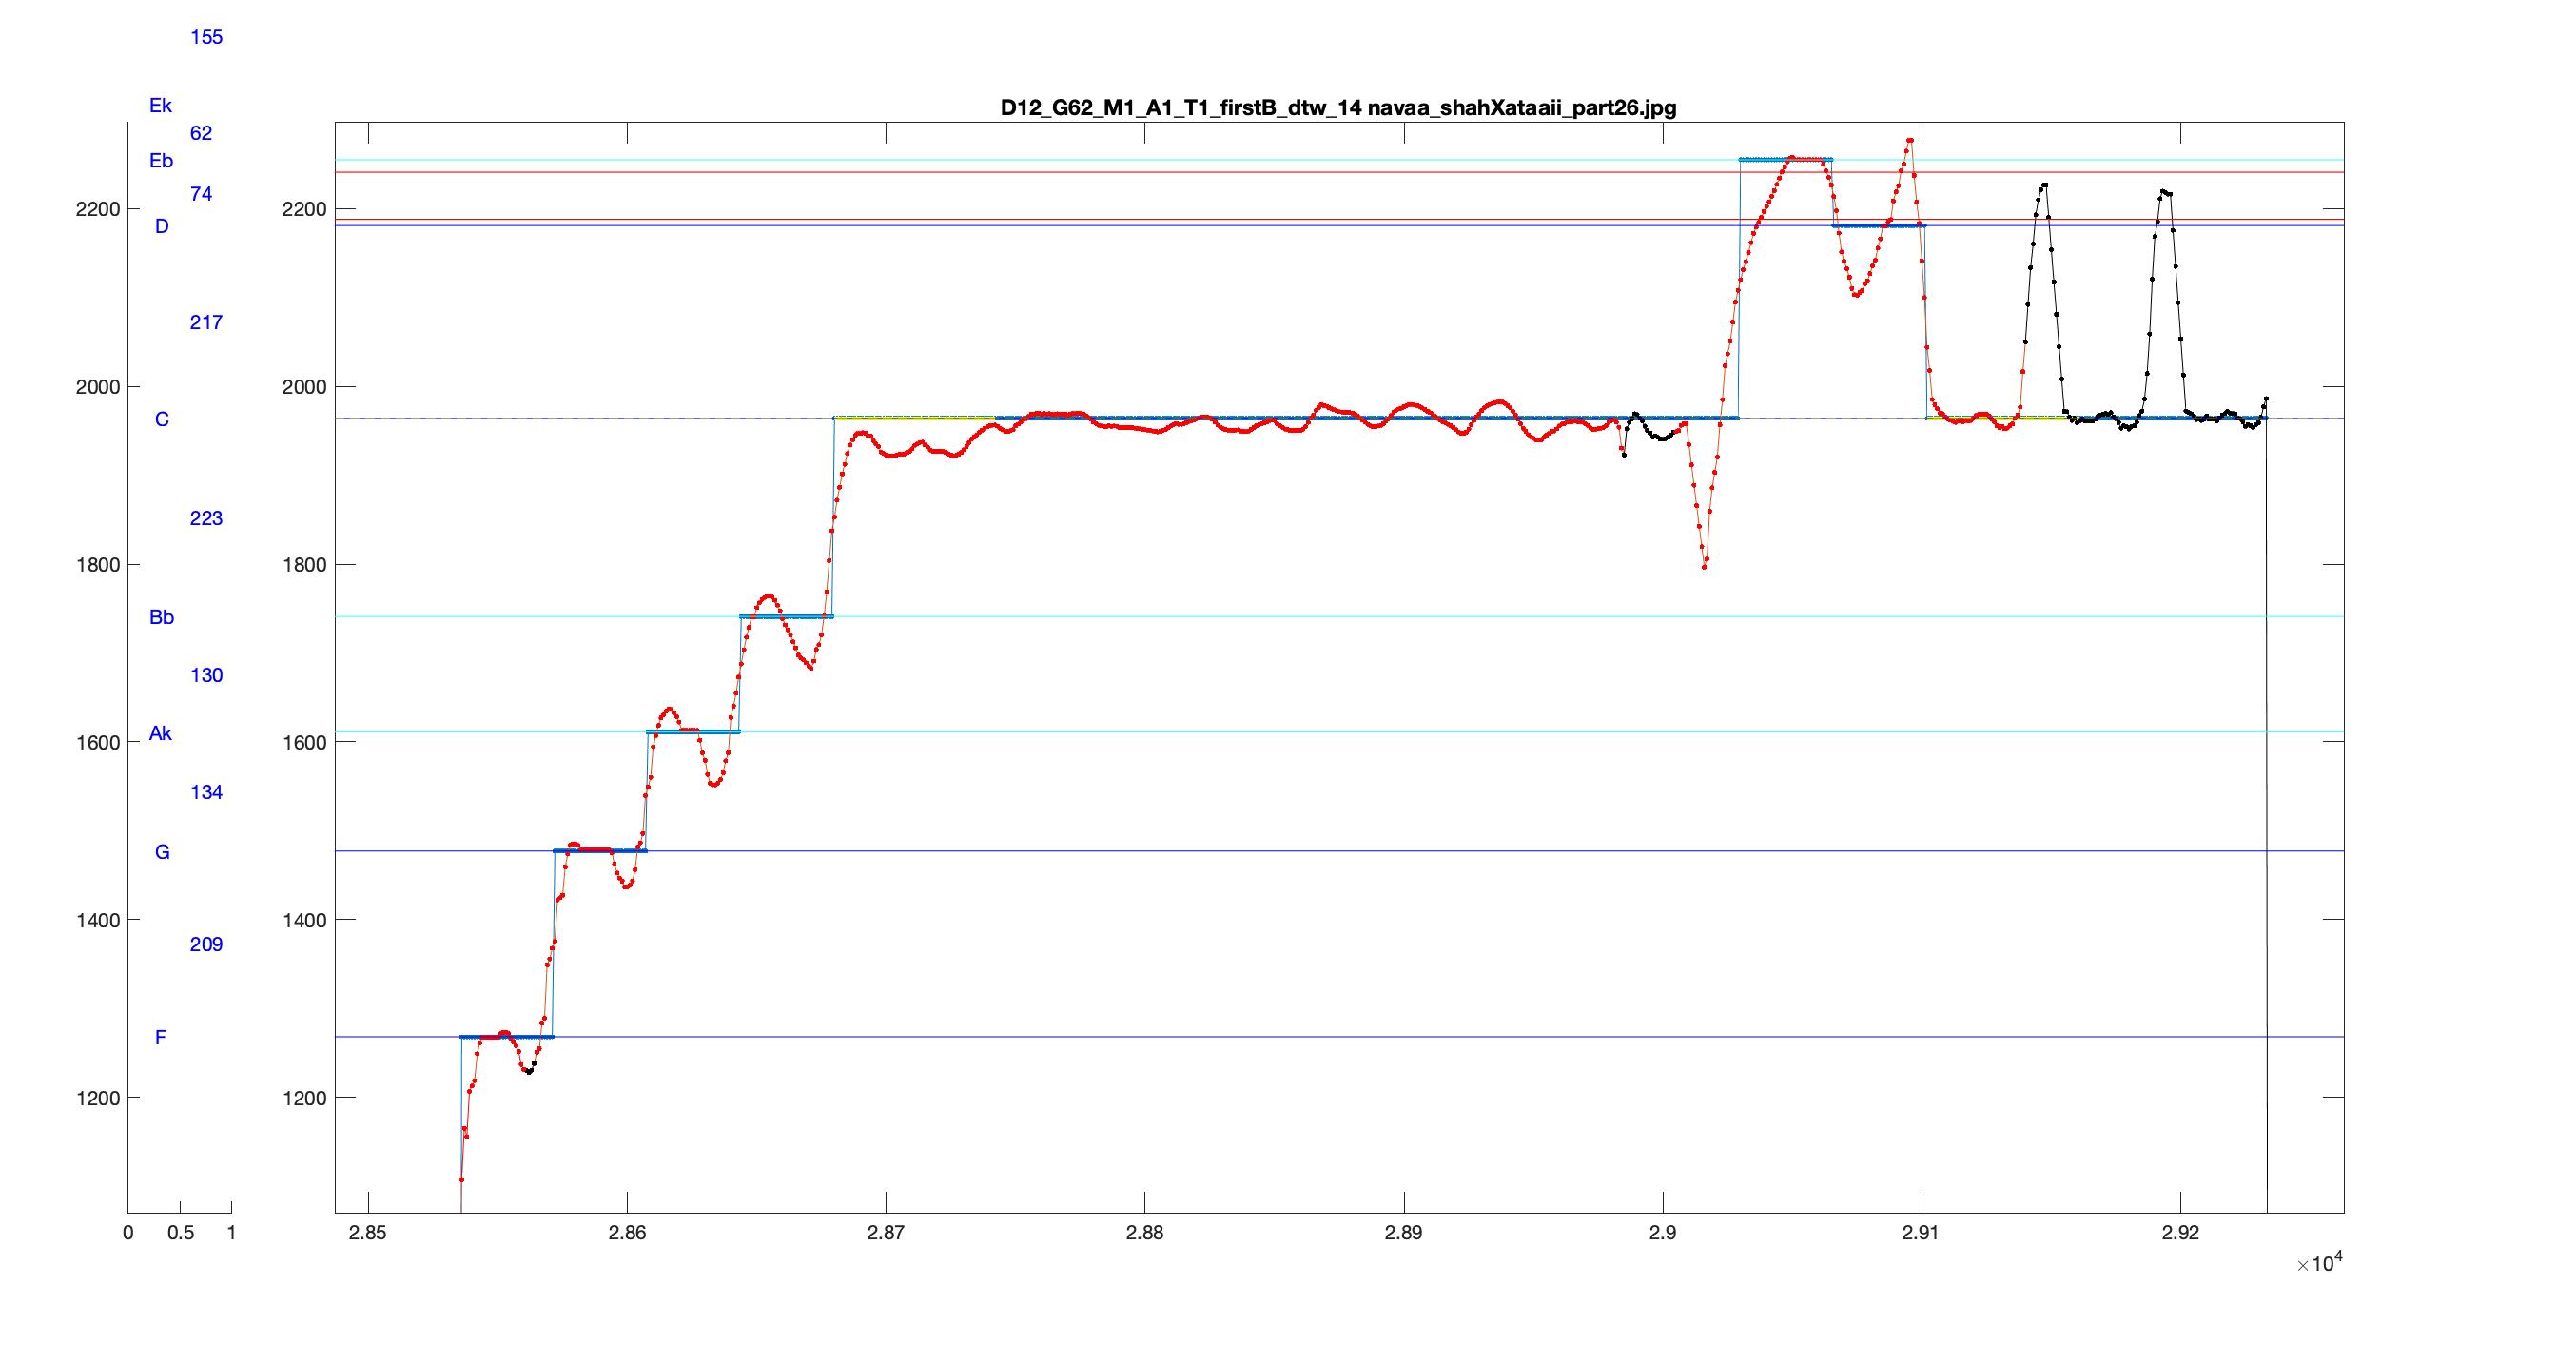 155
Ek
D12_G62_M1_A1_T1_firstB_dtw_14 navaa_shahXataaii_part26.jpg
62
Eb
74
2200 2200
D
217
2000 2000
C
223
1800 1800
Bb
130
1600 1600
Ak
134
G
1400 1400
209
F
1200 1200
0 0.5 1 2.85 2.86 2.87 2.88 2.89 2.9 2.91 2.92
×10^4